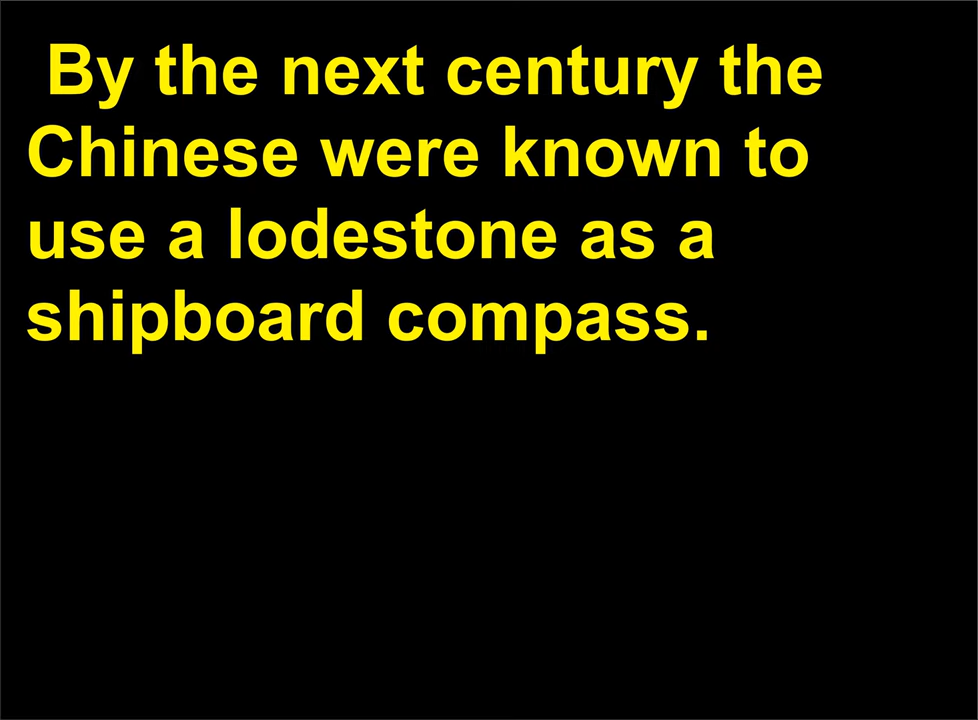 By the next century the
Chinese were known to
use a lodestone as a
shipboard compass.